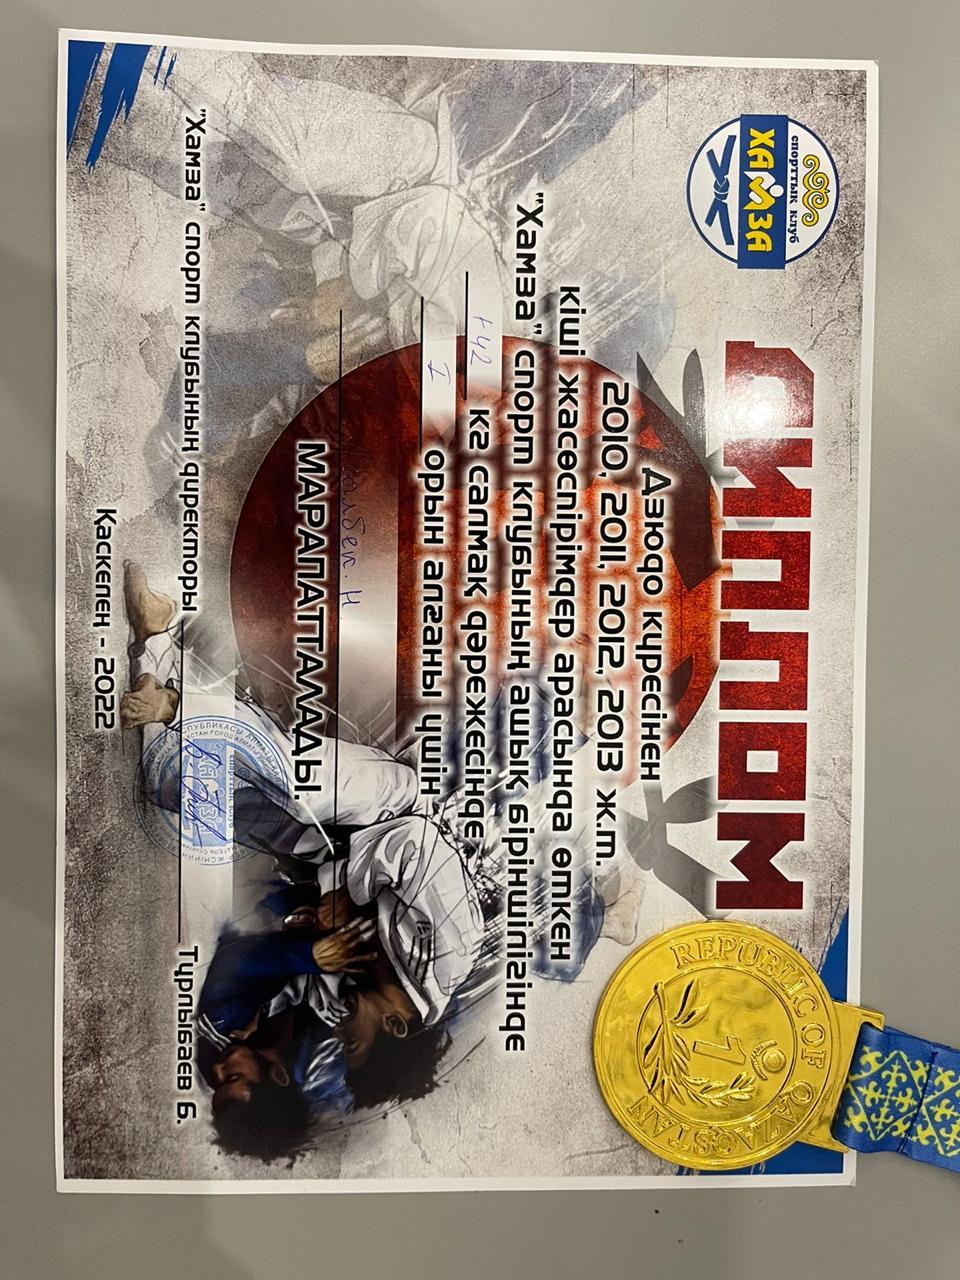 спорттық клуб
ХАМЗА
ДИПЛОМ
Дзюдо күресінен
2010, 2011, 2012, 2013 ж.т.
кіші жасөспірімдер арасында өткен
"Хамза" спорт клубының ашық біріншілігінде
+42 кг салмақ дәрежесінде
I орын алғаны үшін
МАРАПАТТАЛАДЫ.
"Хамза" спорт клубының директоры Турлыбаев Б.
Қаскелең - 2022
REPUBLIC OF QAZAQSTAN
1